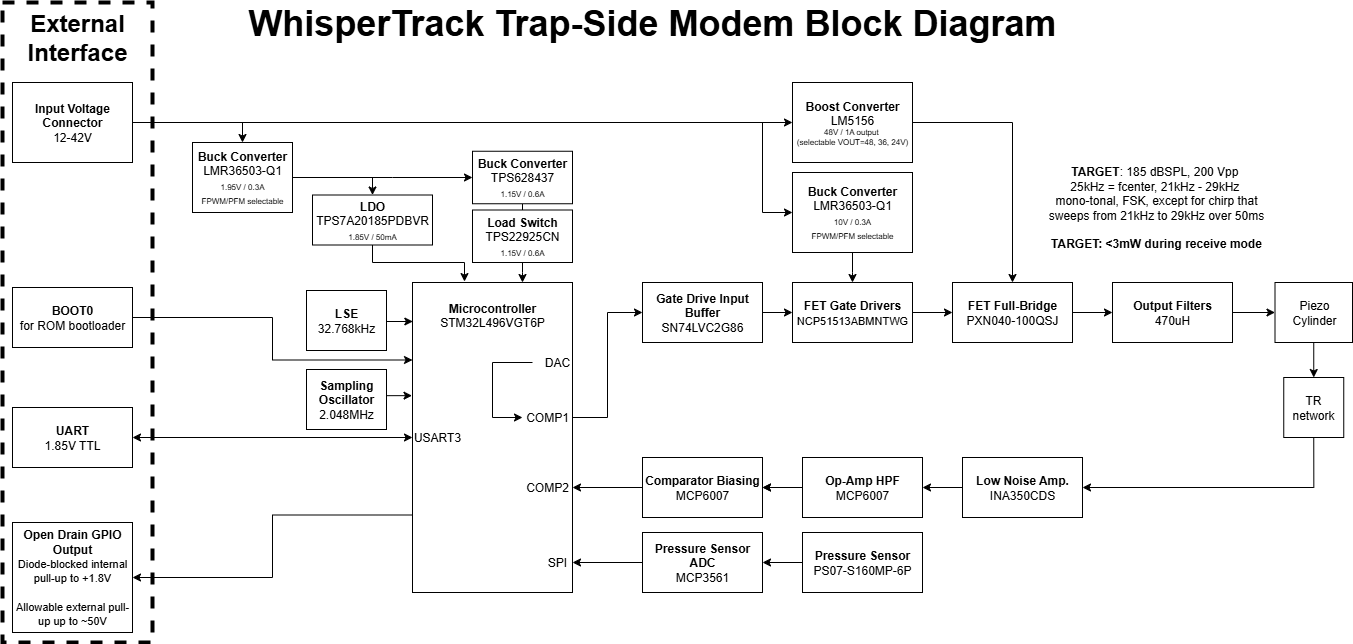 WhisperTrack Trap-Side Modem Block Diagram
External
Interface
Input Voltage
Connector
12-42V
Buck Converter
LMR36503-Q1
1.95V / 0.3A
FPWM/PFM selectable
Buck Converter
TPS628437
1.15V / 0.6A
LDO
TPS7A20185PDBVR
1.85V / 50mA
Load Switch
TPS22925CN
1.15V / 0.6A
Boost Converter
LM5156
48V / 1A output
(selectable VOUT=48, 36, 24V)
Buck Converter
LMR36503-Q1
10V / 0.3A
FPWM/PFM selectable
TARGET: 185 dBSPL, 200 Vpp
25kHz = fcenter, 21kHz - 29kHz
mono-tonal, FSK, except for chirp that
sweeps from 21kHz to 29kHz over 50ms
TARGET: <3mW during receive mode
BOOT0
for ROM bootloader
LSE
32.768kHz
Microcontroller
STM32L496VGT6P
Gate Drive Input
Buffer
SN74LVC2G86
FET Gate Drivers
NCP51513ABMNTWG
FET Full-Bridge
PXN040-100QSJ
Output Filters
470uH
Piezo
Cylinder
Sampling
Oscillator
2.048MHz
DAC
COMP1
TR
network
UART
1.85V TTL
USART3
COMP2
Comparator Biasing
MCP6007
Op-Amp HPF
MCP6007
Low Noise Amp.
INA350CDS
Open Drain GPIO
Output
Diode-blocked internal
pull-up to +1.8V
Allowable external pull-
up up to ~50V
SPI
Pressure Sensor
ADC
MCP3561
Pressure Sensor
PS07-S160MP-6P